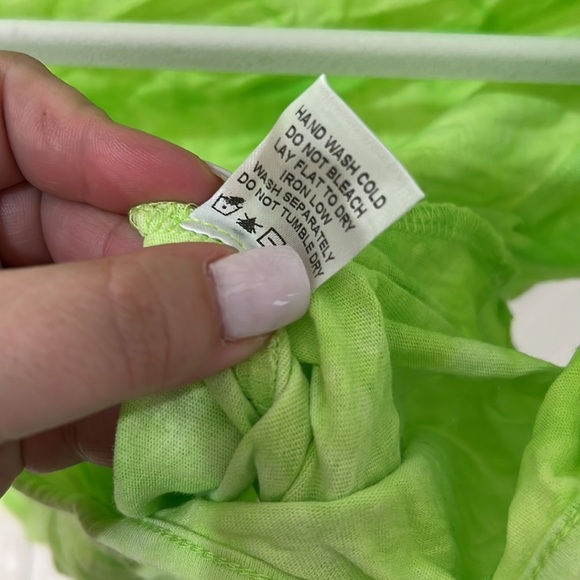 HAND WASH COLD
DO NOT BLEACH
LAY FLAT TO DRY
IRON LOW
WASH SEPARATELY
DO NOT TUMBLE DRY